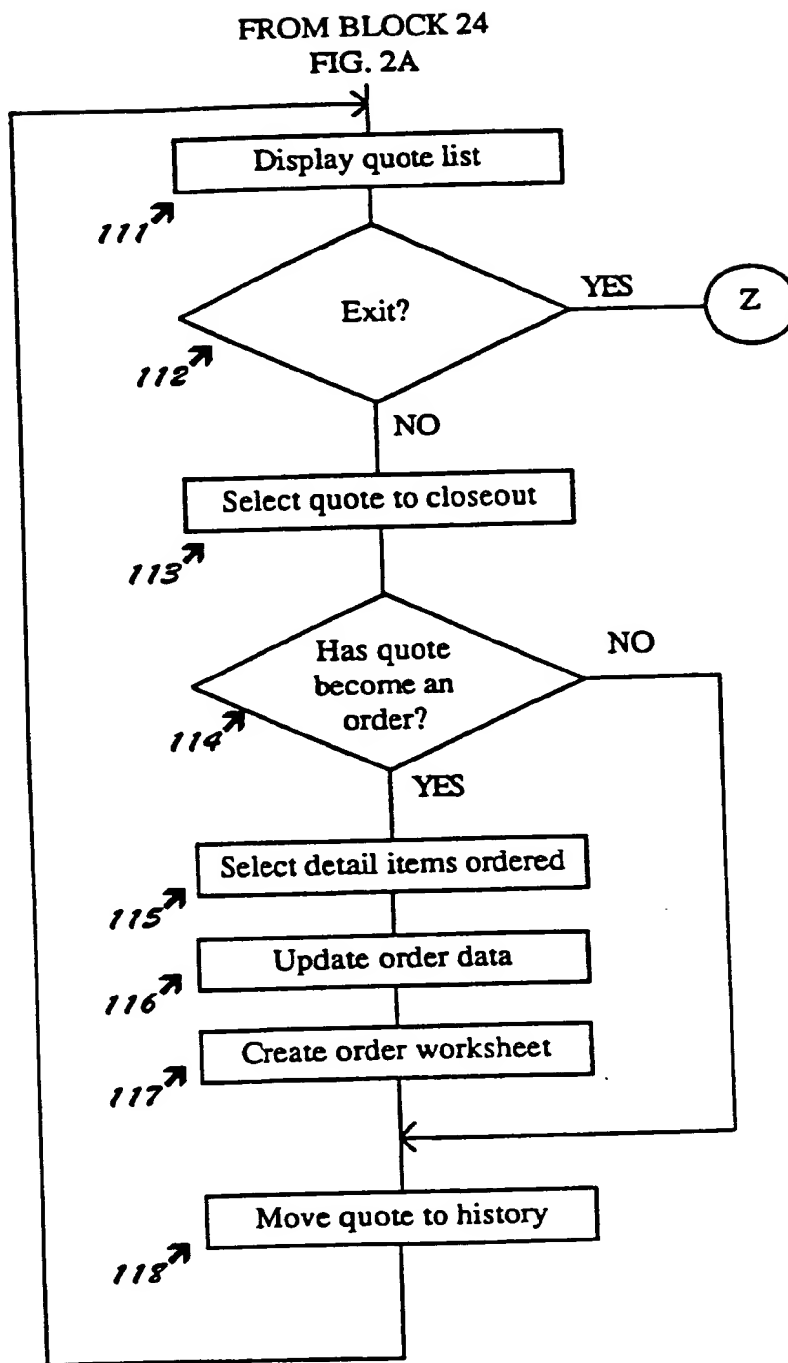 FROM BLOCK 24
FIG. 2A
Display quote list
111
Exit?
YES
Z
112
NO
Select quote to closeout
113
Has quote
become an
order?
NO
114
YES
Select detail items ordered
115
Update order data
116
Create order worksheet
117
Move quote to history
118